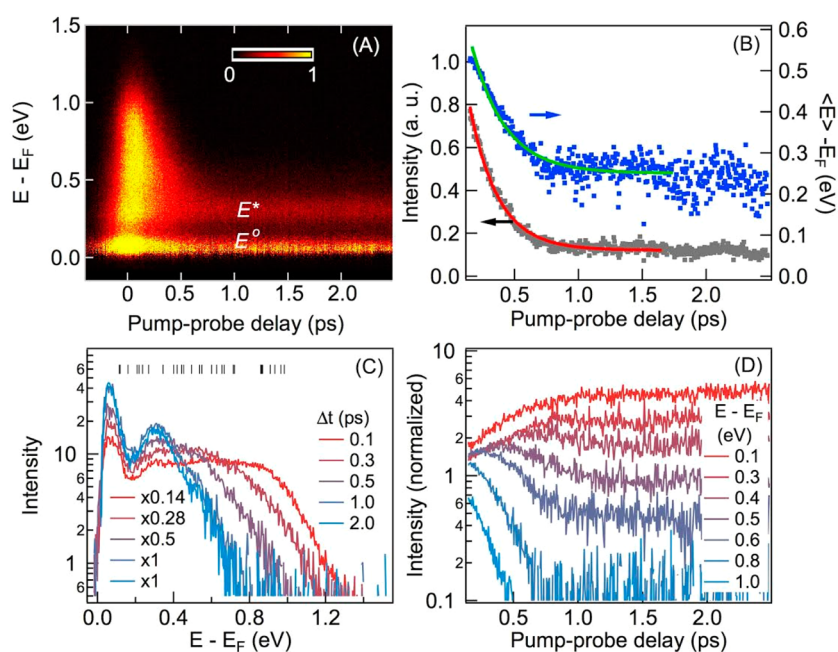 (A)
0 1
E*
E°
1.5
1.0
0.5
0.0
E - E_F (eV)
0 0.5 1.0 1.5 2.0
Pump-probe delay (ps)
(B)
1.0
0.8
0.6
0.4
0.2
0.0
Intensity (a. u.)
0.6
0.5
0.4
0.3
0.2
0.1
0.0
<E> -E_F (eV)
0.5 1.0 1.5 2.0
Pump-probe delay (ps)
(C)
6
4
2
10
6
4
2
1
6
Intensity
Δt (ps)
0.1
0.3
0.5
1.0
2.0
x0.14
x0.28
x0.5
x1
x1
0.0 0.4 0.8 1.2
E - E_F (eV)
(D)
10
6
4
2
1
6
4
2
0.1
Intensity (normalized)
E - E_F
(eV)
0.1
0.3
0.4
0.5
0.6
0.8
1.0
0.5 1.0 1.5 2.0
Pump-probe delay (ps)